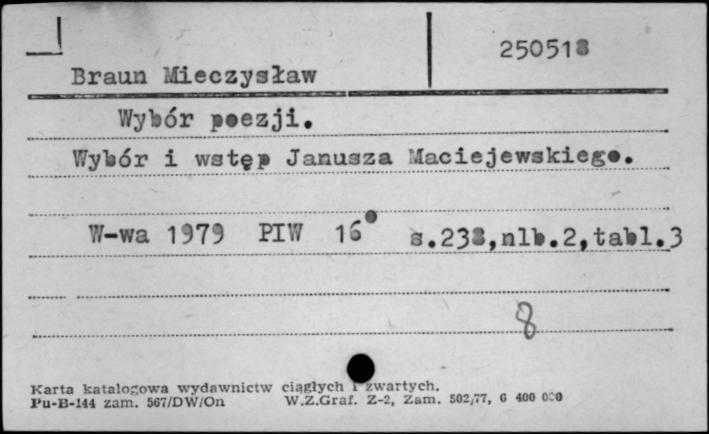 250518
Braun Mieczysław
Wybór poezji.
Wybór i wstęp Janusza Maciejewskiego.
W-wa 1979 PIW 16° s.238,nlb.2,tabl.3
8
Karta katalogowa wydawnictw ciągłych i zwartych.
Pu-B-144 zam. 567/DW/On W.Z.Graf. Z-2, Zam. 502/77, 6 400 000